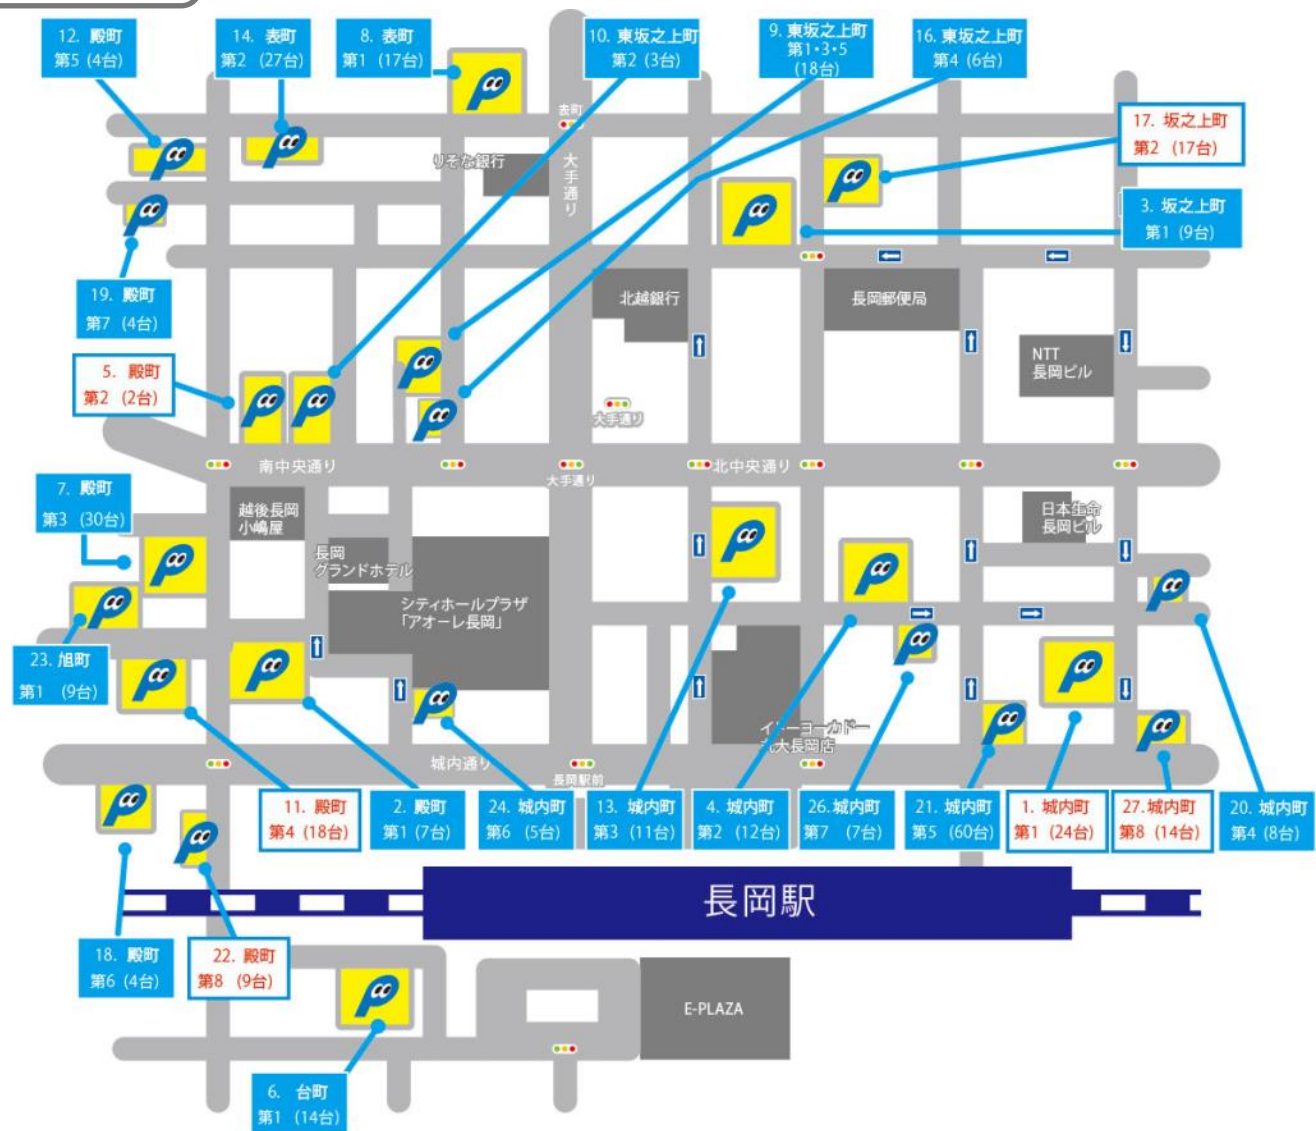 12. 殿町
第5 (4台)
14. 表町
第2 (27台)
8. 表町
第1 (17台)
10. 東坂之上町
第2 (3台)
9. 東坂之上町
第1・3・5
(18台)
16. 東坂之上町
第4 (6台)
17. 坂之上町
第2 (17台)
3. 坂之上町
第1 (9台)
表町
りそな銀行
大手通り
19. 殿町
第7 (4台)
北越銀行
長岡郵便局
NTT
長岡ビル
5. 殿町
第2 (2台)
大手通り
南中央通り
大手通り
北中央通り
7. 殿町
第3 (30台)
越後長岡
小嶋屋
長岡
グランドホテル
シティホールプラザ
「アオーレ長岡」
日本生命
長岡ビル
23. 旭町
第1 (9台)
イトーヨーカドー
丸大長岡店
城内通り
長岡駅前
11. 殿町
第4 (18台)
2. 殿町
第1 (7台)
24. 城内町
第6 (5台)
13. 城内町
第3 (11台)
4. 城内町
第2 (12台)
26. 城内町
第7 (7台)
21. 城内町
第5 (60台)
1. 城内町
第1 (24台)
27. 城内町
第8 (14台)
20. 城内町
第4 (8台)
長岡駅
18. 殿町
第6 (4台)
22. 殿町
第8 (9台)
E-PLAZA
6. 台町
第1 (14台)